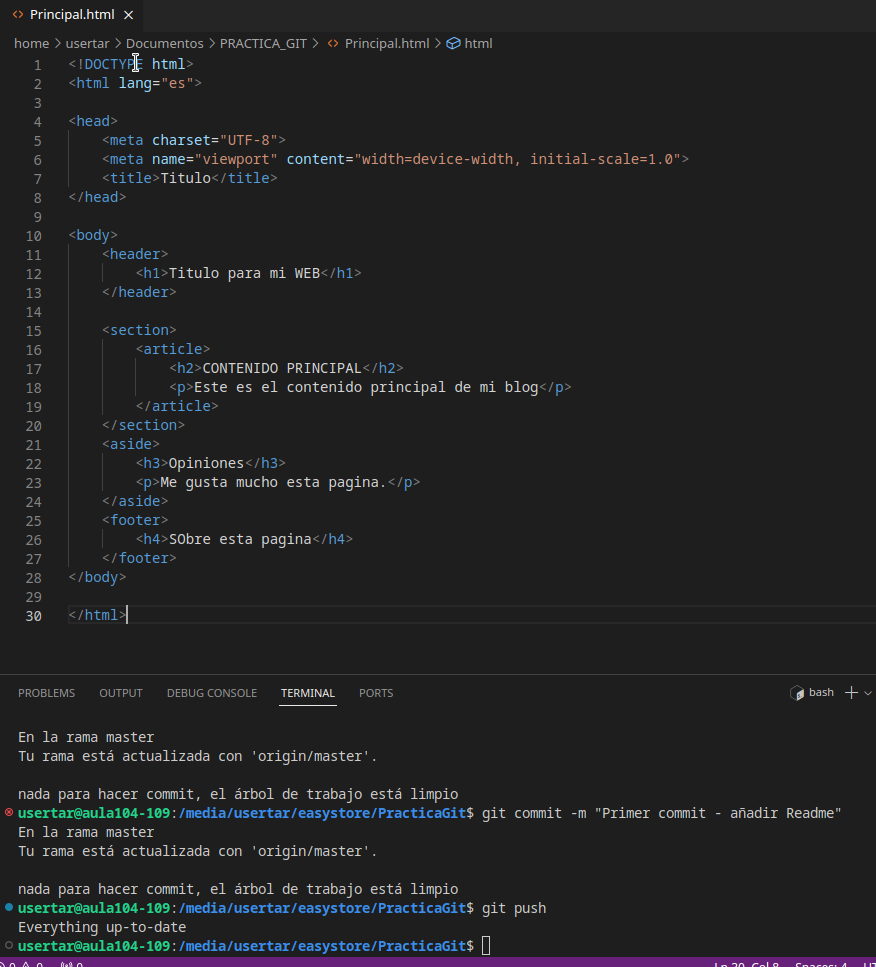 Principal.html
home > usertar > Documentos > PRACTICA_GIT > Principal.html > html
1 <!DOCTYPE html>
2 <html lang="es">
3
4 <head>
5 <meta charset="UTF-8">
6 <meta name="viewport" content="width=device-width, initial-scale=1.0">
7 <title>Titulo</title>
8 </head>
9
10 <body>
11 <header>
12 <h1>Titulo para mi WEB</h1>
13 </header>
14
15 <section>
16 <article>
17 <h2>CONTENIDO PRINCIPAL</h2>
18 <p>Este es el contenido principal de mi blog</p>
19 </article>
20 </section>
21 <aside>
22 <h3>Opiniones</h3>
23 <p>Me gusta mucho esta pagina.</p>
24 </aside>
25 <footer>
26 <h4>SObre esta pagina</h4>
27 </footer>
28 </body>
29
30 </html>
PROBLEMS OUTPUT DEBUG CONSOLE TERMINAL PORTS bash
En la rama master
Tu rama está actualizada con 'origin/master'.
nada para hacer commit, el árbol de trabajo está limpio
usertar@aula104-109:/media/usertar/easystore/PracticaGit$ git commit -m "Primer commit - añadir Readme"
En la rama master
Tu rama está actualizada con 'origin/master'.
nada para hacer commit, el árbol de trabajo está limpio
usertar@aula104-109:/media/usertar/easystore/PracticaGit$ git push
Everything up-to-date
usertar@aula104-109:/media/usertar/easystore/PracticaGit$